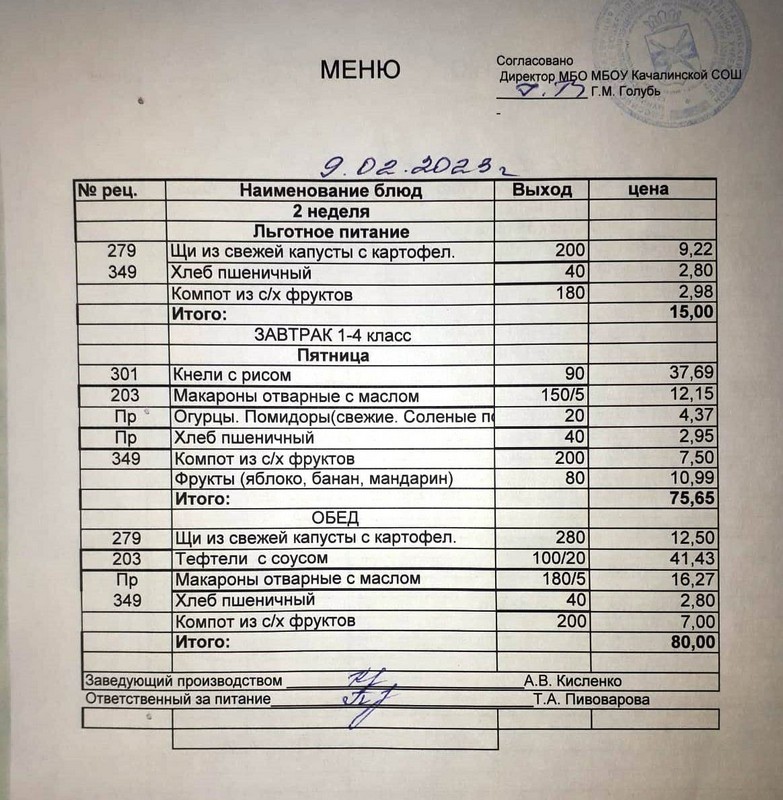 Согласовано
МЕНЮ
Директор МБО МБОУ Качалинской СОШ
Г.М. Голубь
9.02.2023г
№ рец. Наименование блюд Выход цена
2 неделя
Льготное питание
279 Щи из свежей капусты с картофел. 200 9,22
349 Хлеб пшеничный 40 2,80
Компот из с/х фруктов 180 2,98
Итого: 15,00
ЗАВТРАК 1-4 класс
Пятница
301 Кнели с рисом 90 37,69
203 Макароны отварные с маслом 150/5 12,15
Пр Огурцы. Помидоры(свежие. Соленые по 20 4,37
Пр Хлеб пшеничный 40 2,95
349 Компот из с/х фруктов 200 7,50
Фрукты (яблоко, банан, мандарин) 80 10,99
Итого: 75,65
ОБЕД
279 Щи из свежей капусты с картофел. 280 12,50
203 Тефтели с соусом 100/20 41,43
Пр Макароны отварные с маслом 180/5 16,27
349 Хлеб пшеничный 40 2,80
Компот из с/х фруктов 200 7,00
Итого: 80,00
Заведующий производством А.В. Кисленко
Ответственный за питание Т.А. Пивоварова